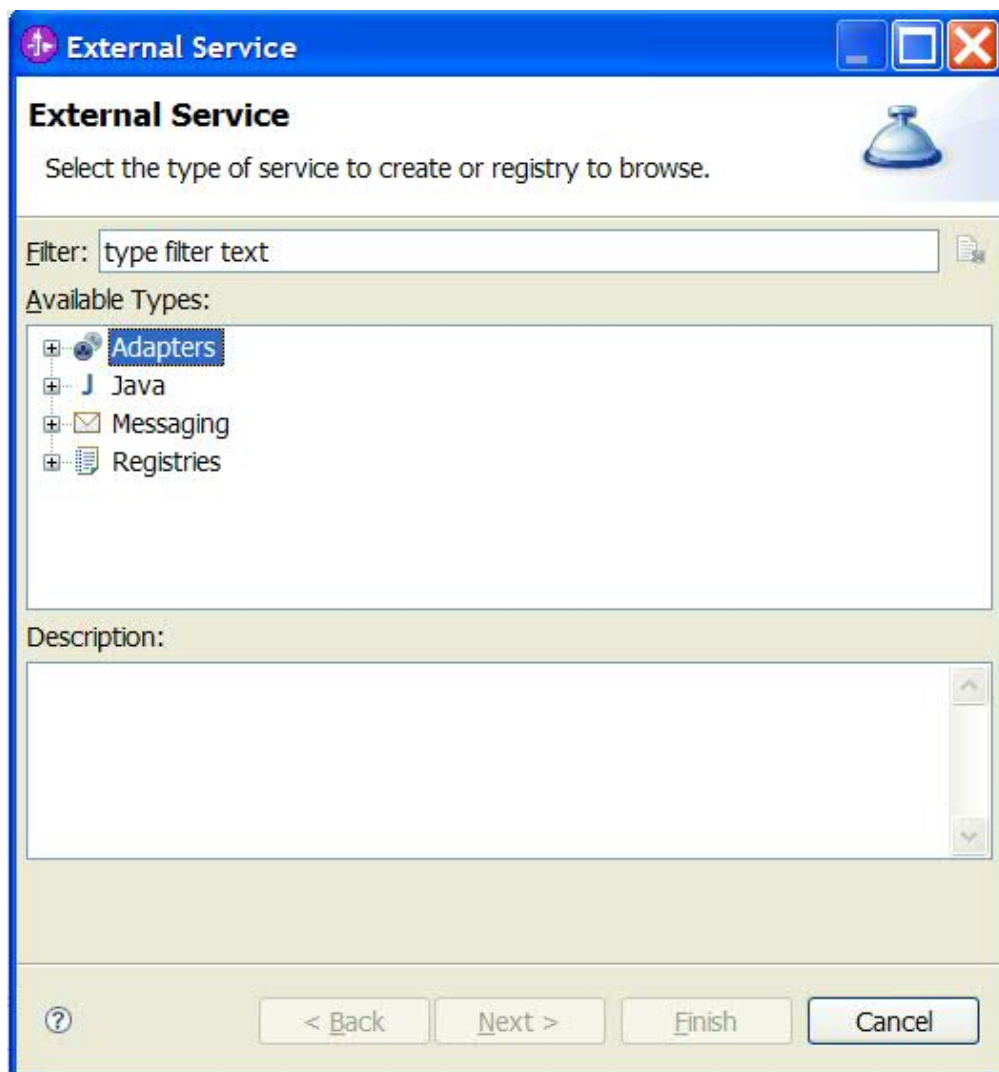 External Service
External Service
Select the type of service to create or registry to browse.
Filter: type filter text
Available Types:
Adapters
Java
Messaging
Registries
Description:
< Back Next > Finish Cancel